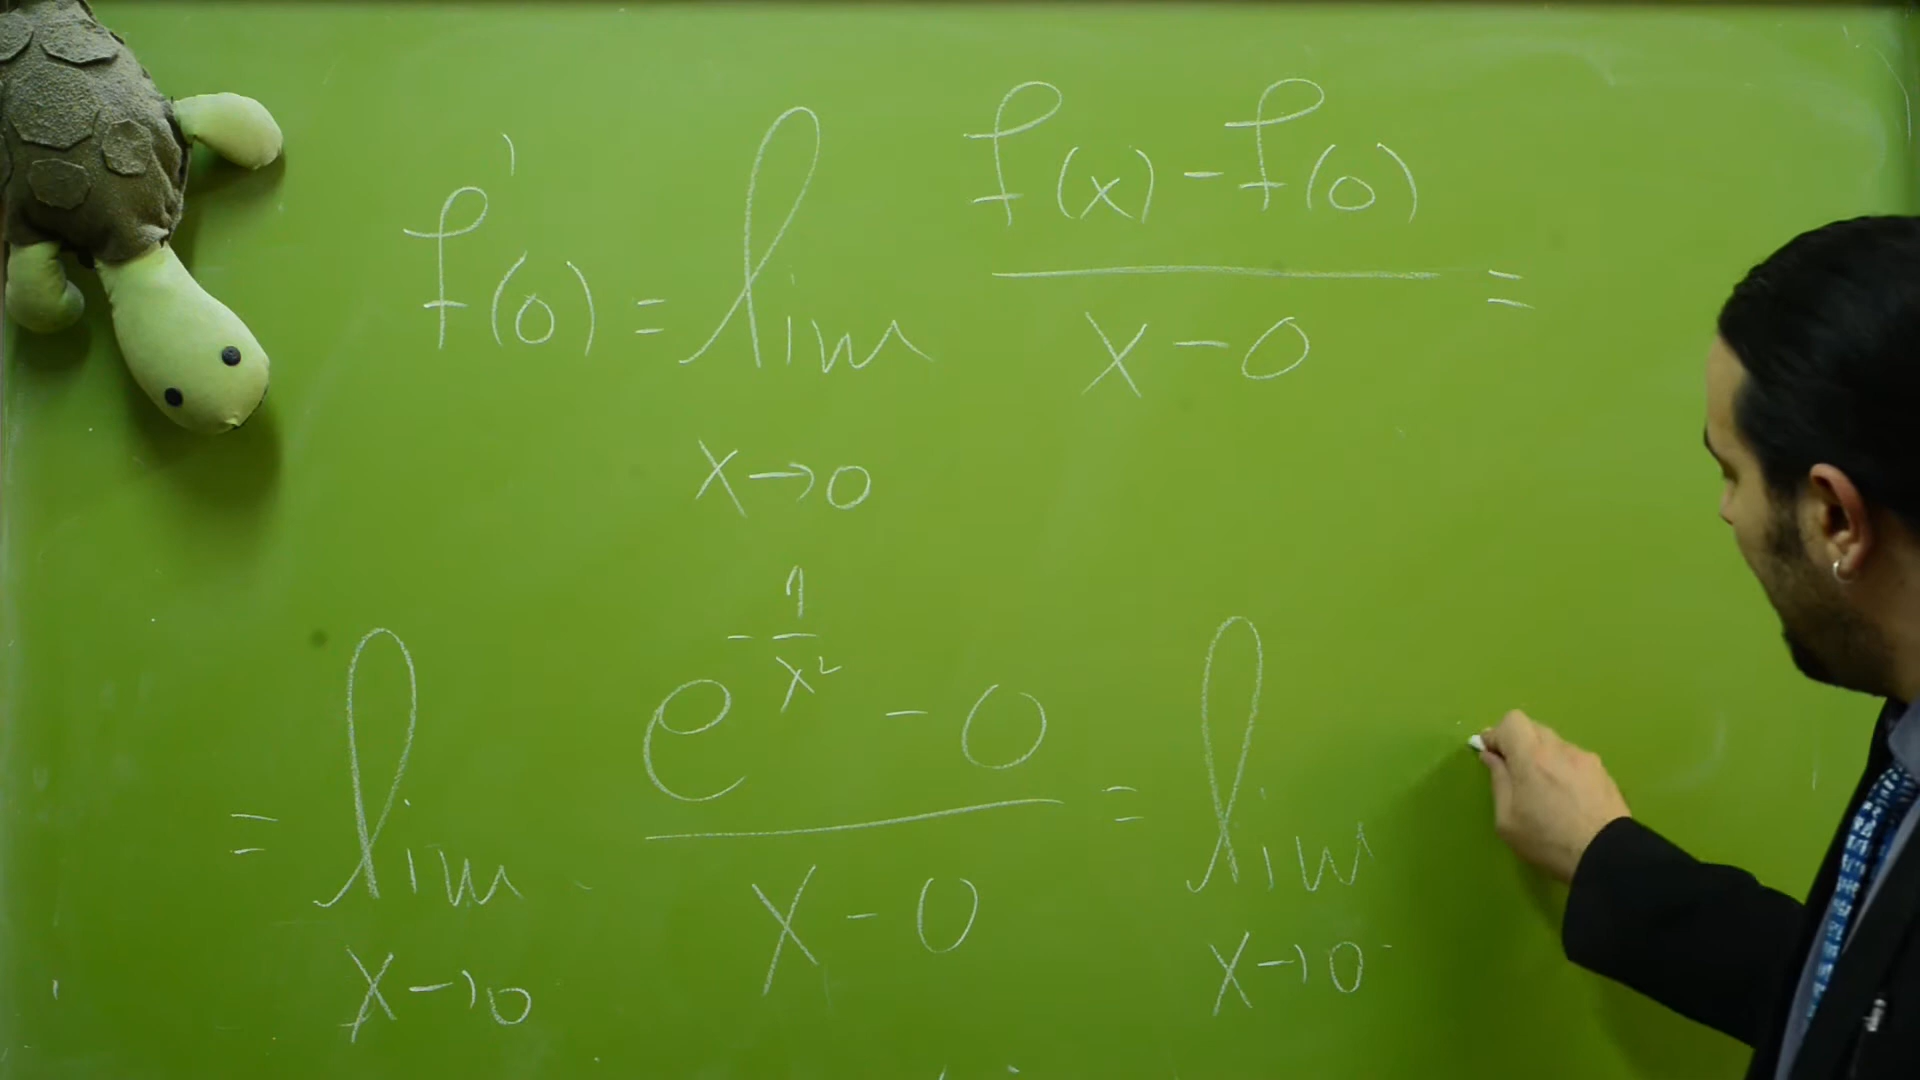 f'(0) = lim x→0 f(x) - f(0) / x - 0 =
= lim x→0 e^{-1/x²} - 0 / x - 0 = lim x→0